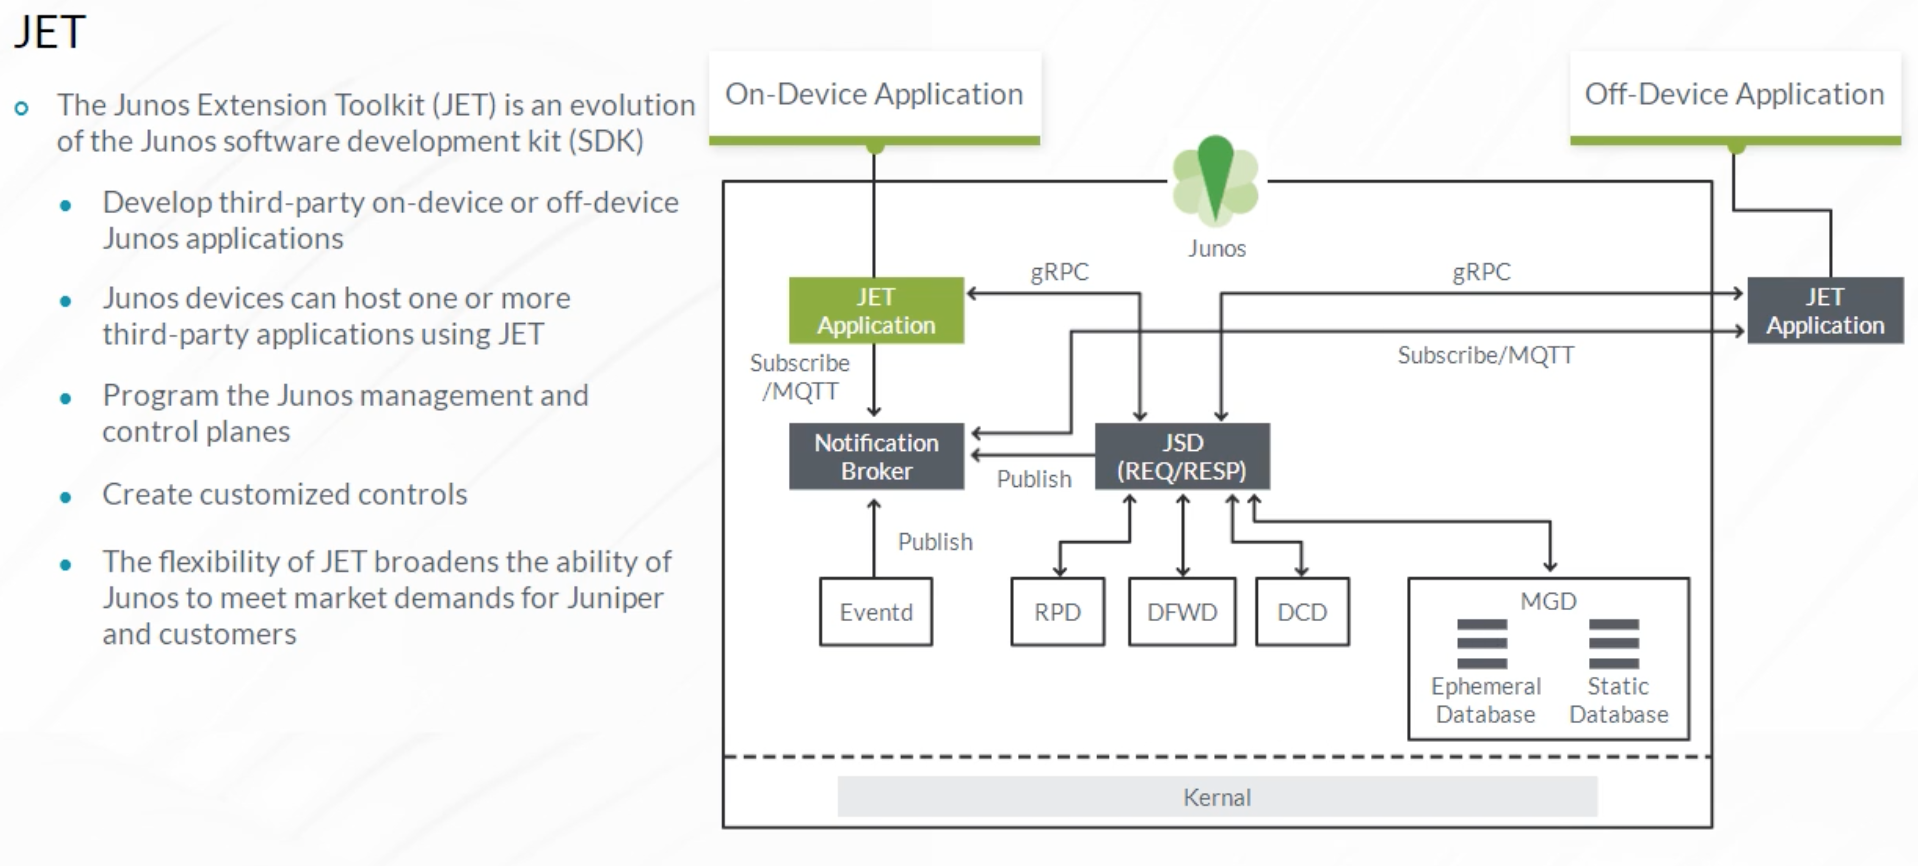 JET
The Junos Extension Toolkit (JET) is an evolution
of the Junos software development kit (SDK)
Develop third-party on-device or off-device
Junos applications
Junos devices can host one or more
third-party applications using JET
Program the Junos management and
control planes
Create customized controls
The flexibility of JET broadens the ability of
Junos to meet market demands for Juniper
and customers
On-Device Application
Off-Device Application
Junos
gRPC
gRPC
JET
Application
JET
Application
Subscribe
/MQTT
Subscribe/MQTT
Notification
Broker
JSD
(REQ/RESP)
Publish
Publish
Eventd
RPD
DFWD
DCD
MGD
Ephemeral
Database
Static
Database
Kernal